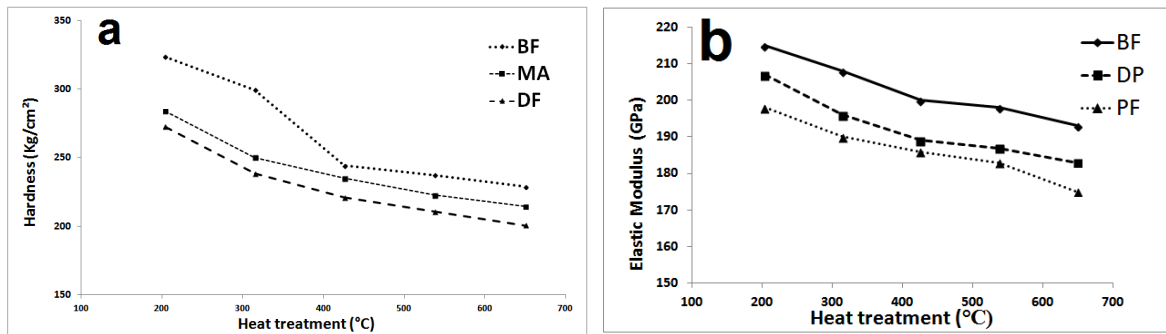 a
350
300
250
200
150
100 200 300 400 500 600 700
Hardness (Kg/cm²)
Heat treatment (°C)
BF
MA
DF
b
220
210
200
190
180
170
160
150
100 200 300 400 500 600 700
Elastic Modulus (GPa)
Heat treatment (°C)
BF
DP
PF